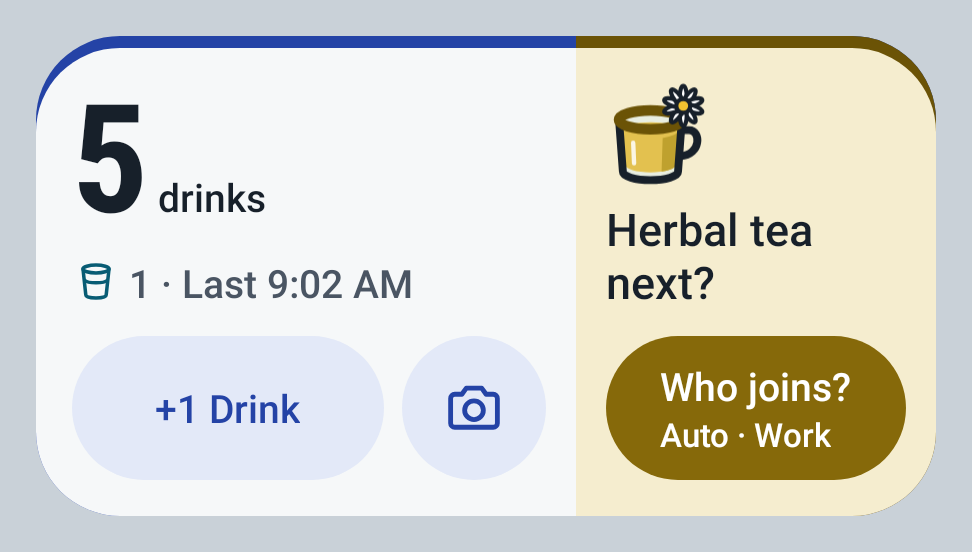 5 drinks
1 · Last 9:02 AM
+1 Drink
Herbal tea
next?
Who joins?
Auto · Work